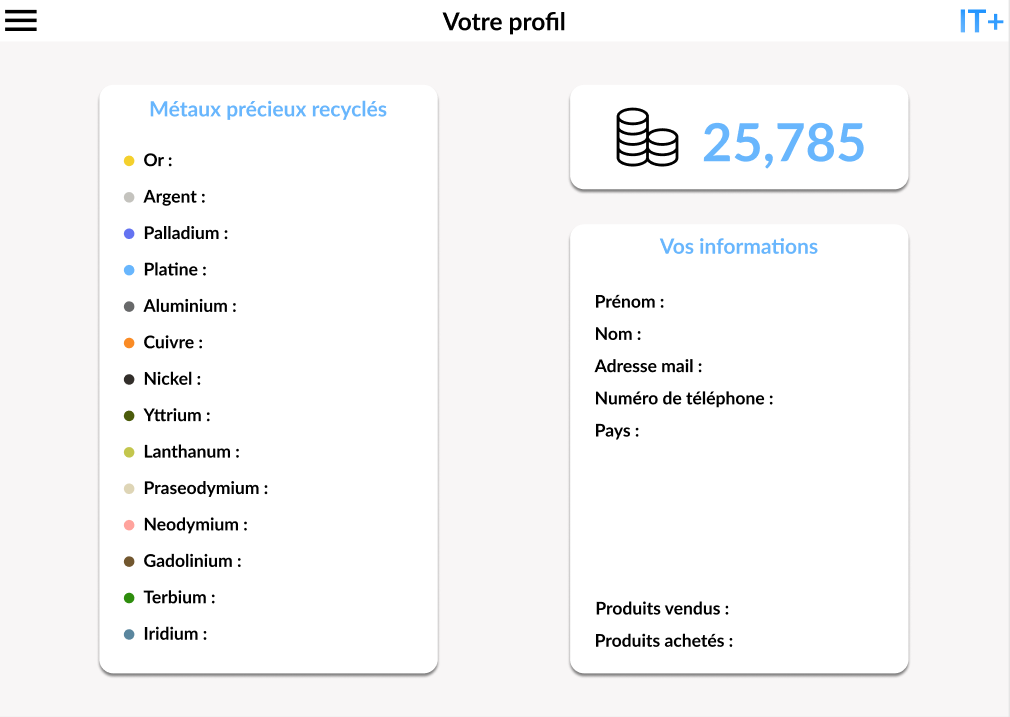 Votre profil
IT+
Métaux précieux recyclés
Or :
Argent :
Palladium :
Platine :
Aluminium :
Cuivre :
Nickel :
Yttrium :
Lanthanum :
Praseodymium :
Neodymium :
Gadolinium :
Terbium :
Iridium :
25,785
Vos informations
Prénom :
Nom :
Adresse mail :
Numéro de téléphone :
Pays :
Produits vendus :
Produits achetés :